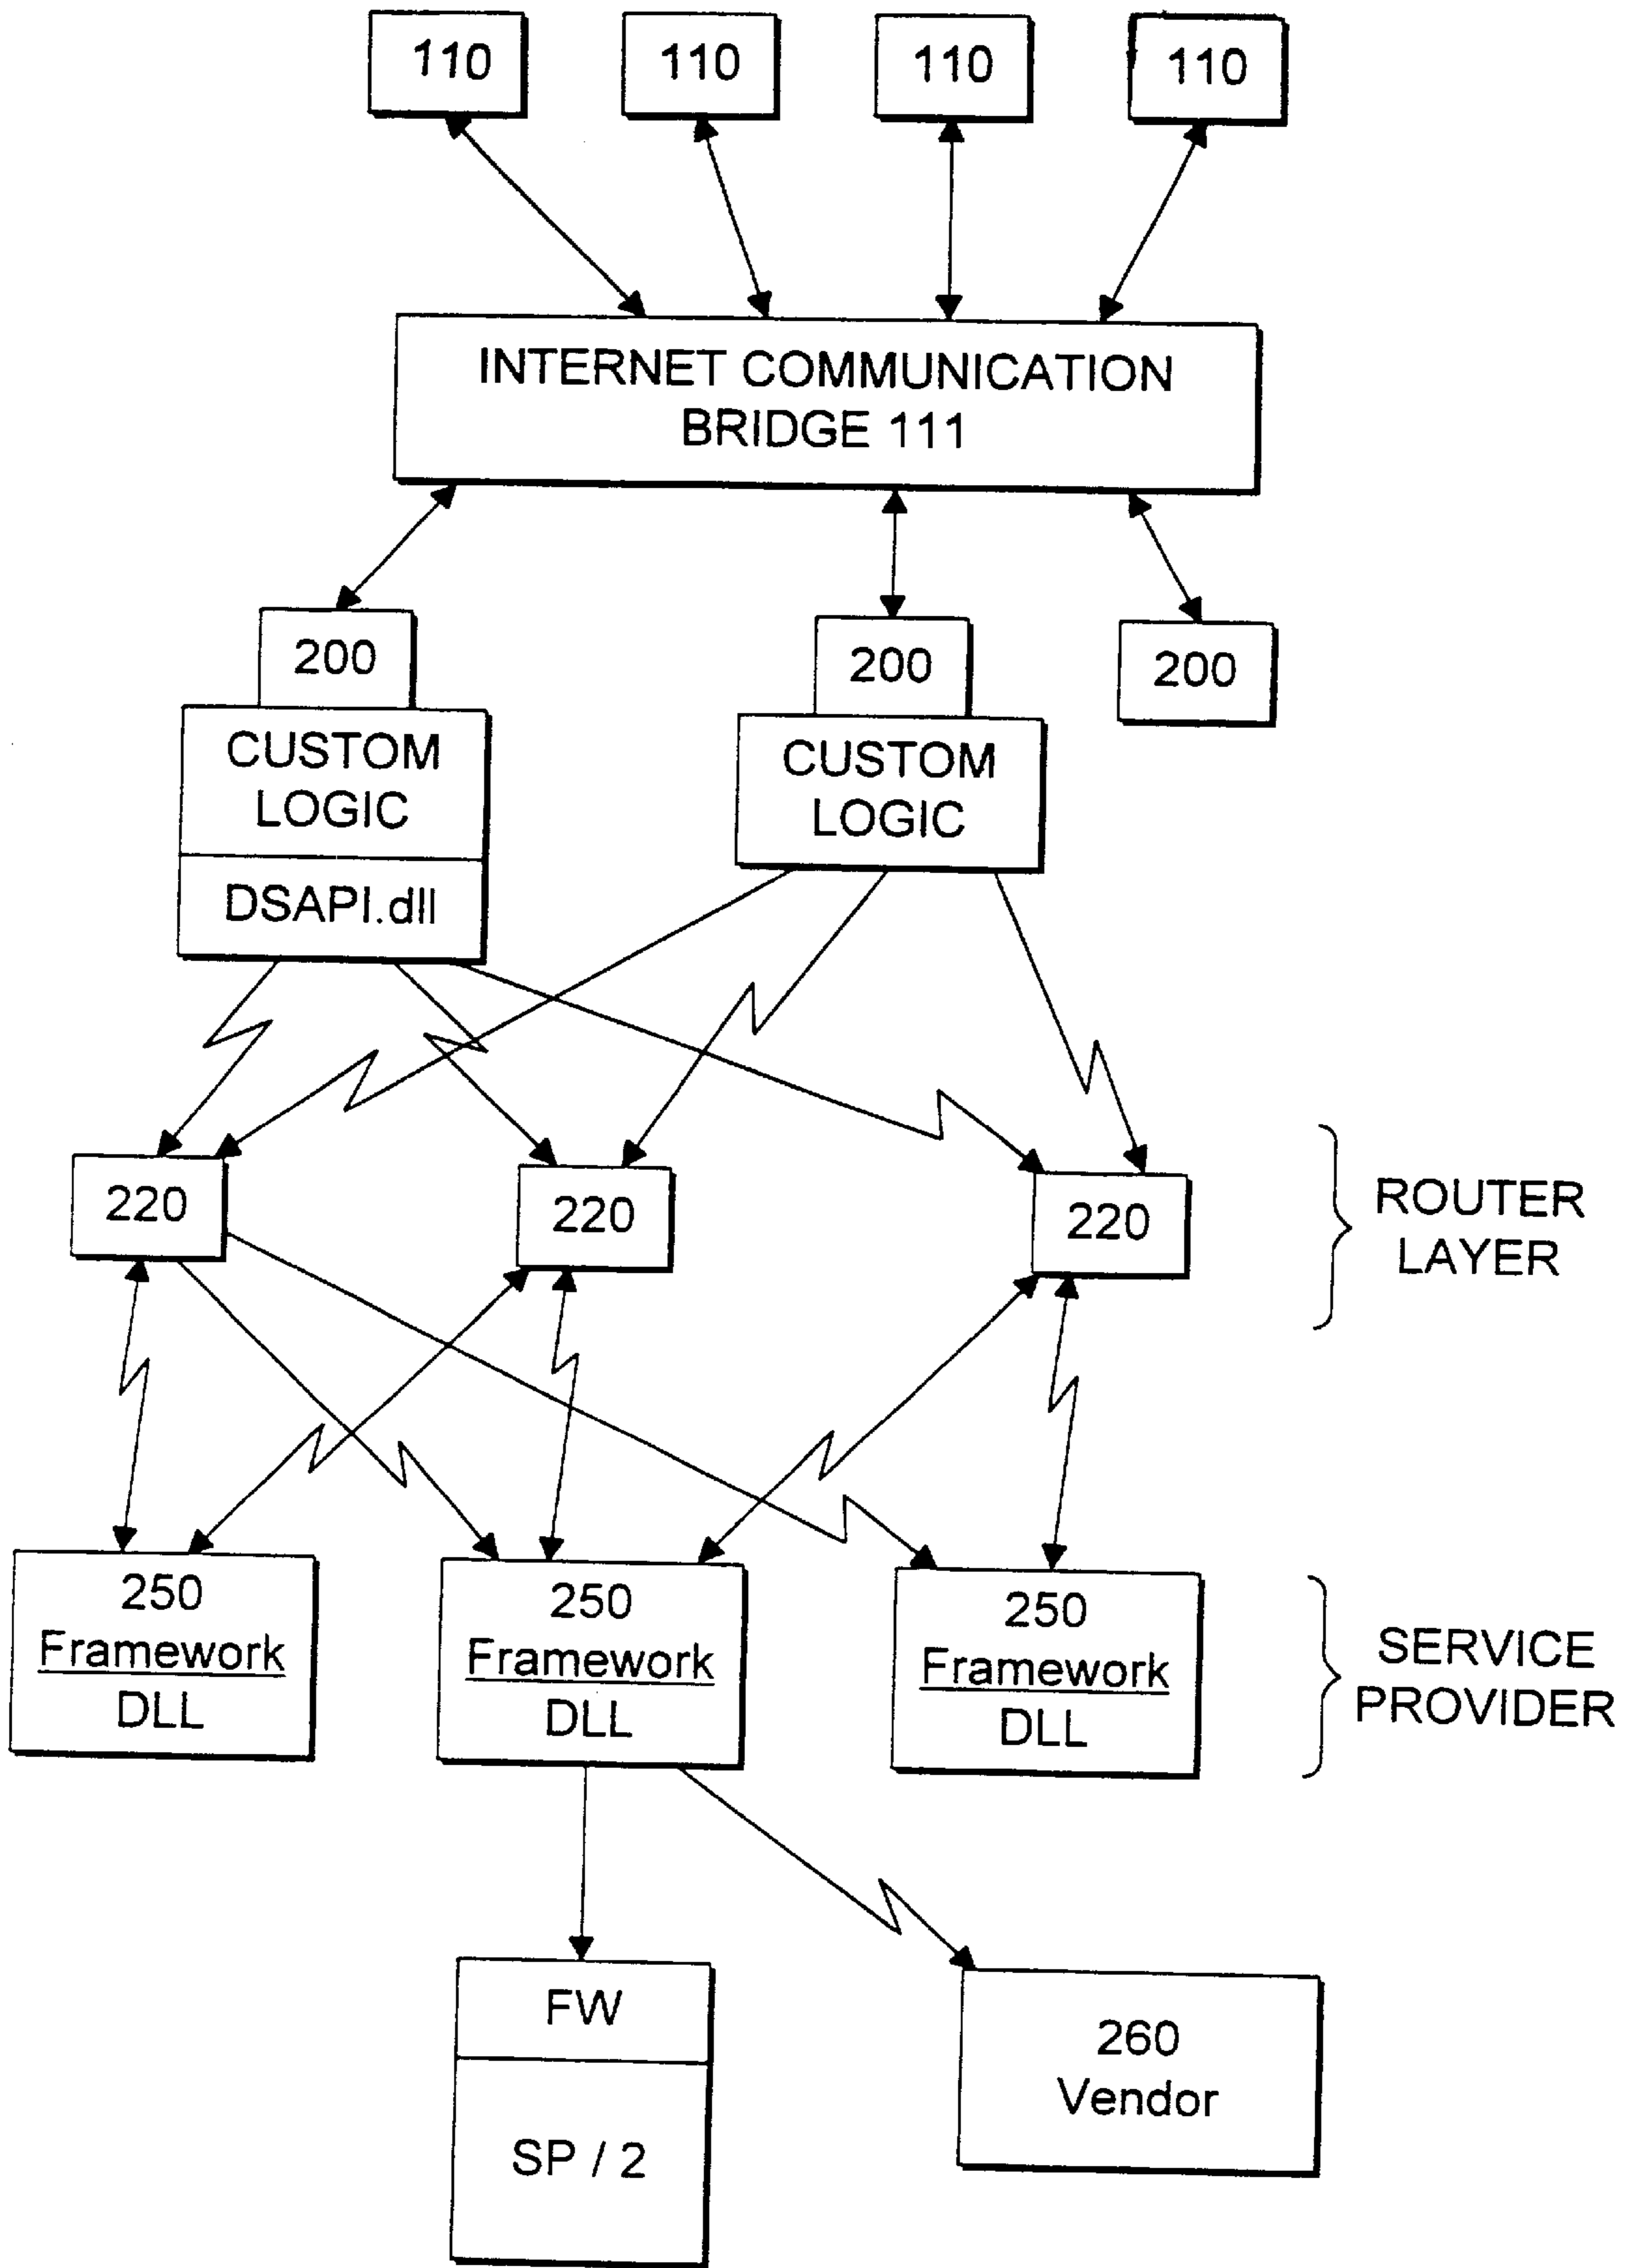 110
110
110
110
INTERNET COMMUNICATION
BRIDGE 111
200
200
200
CUSTOM
LOGIC
DSAPI.dll
CUSTOM
LOGIC
220
220
220
ROUTER
LAYER
250
Framework
DLL
250
Framework
DLL
250
Framework
DLL
SERVICE
PROVIDER
FW
SP / 2
260
Vendor